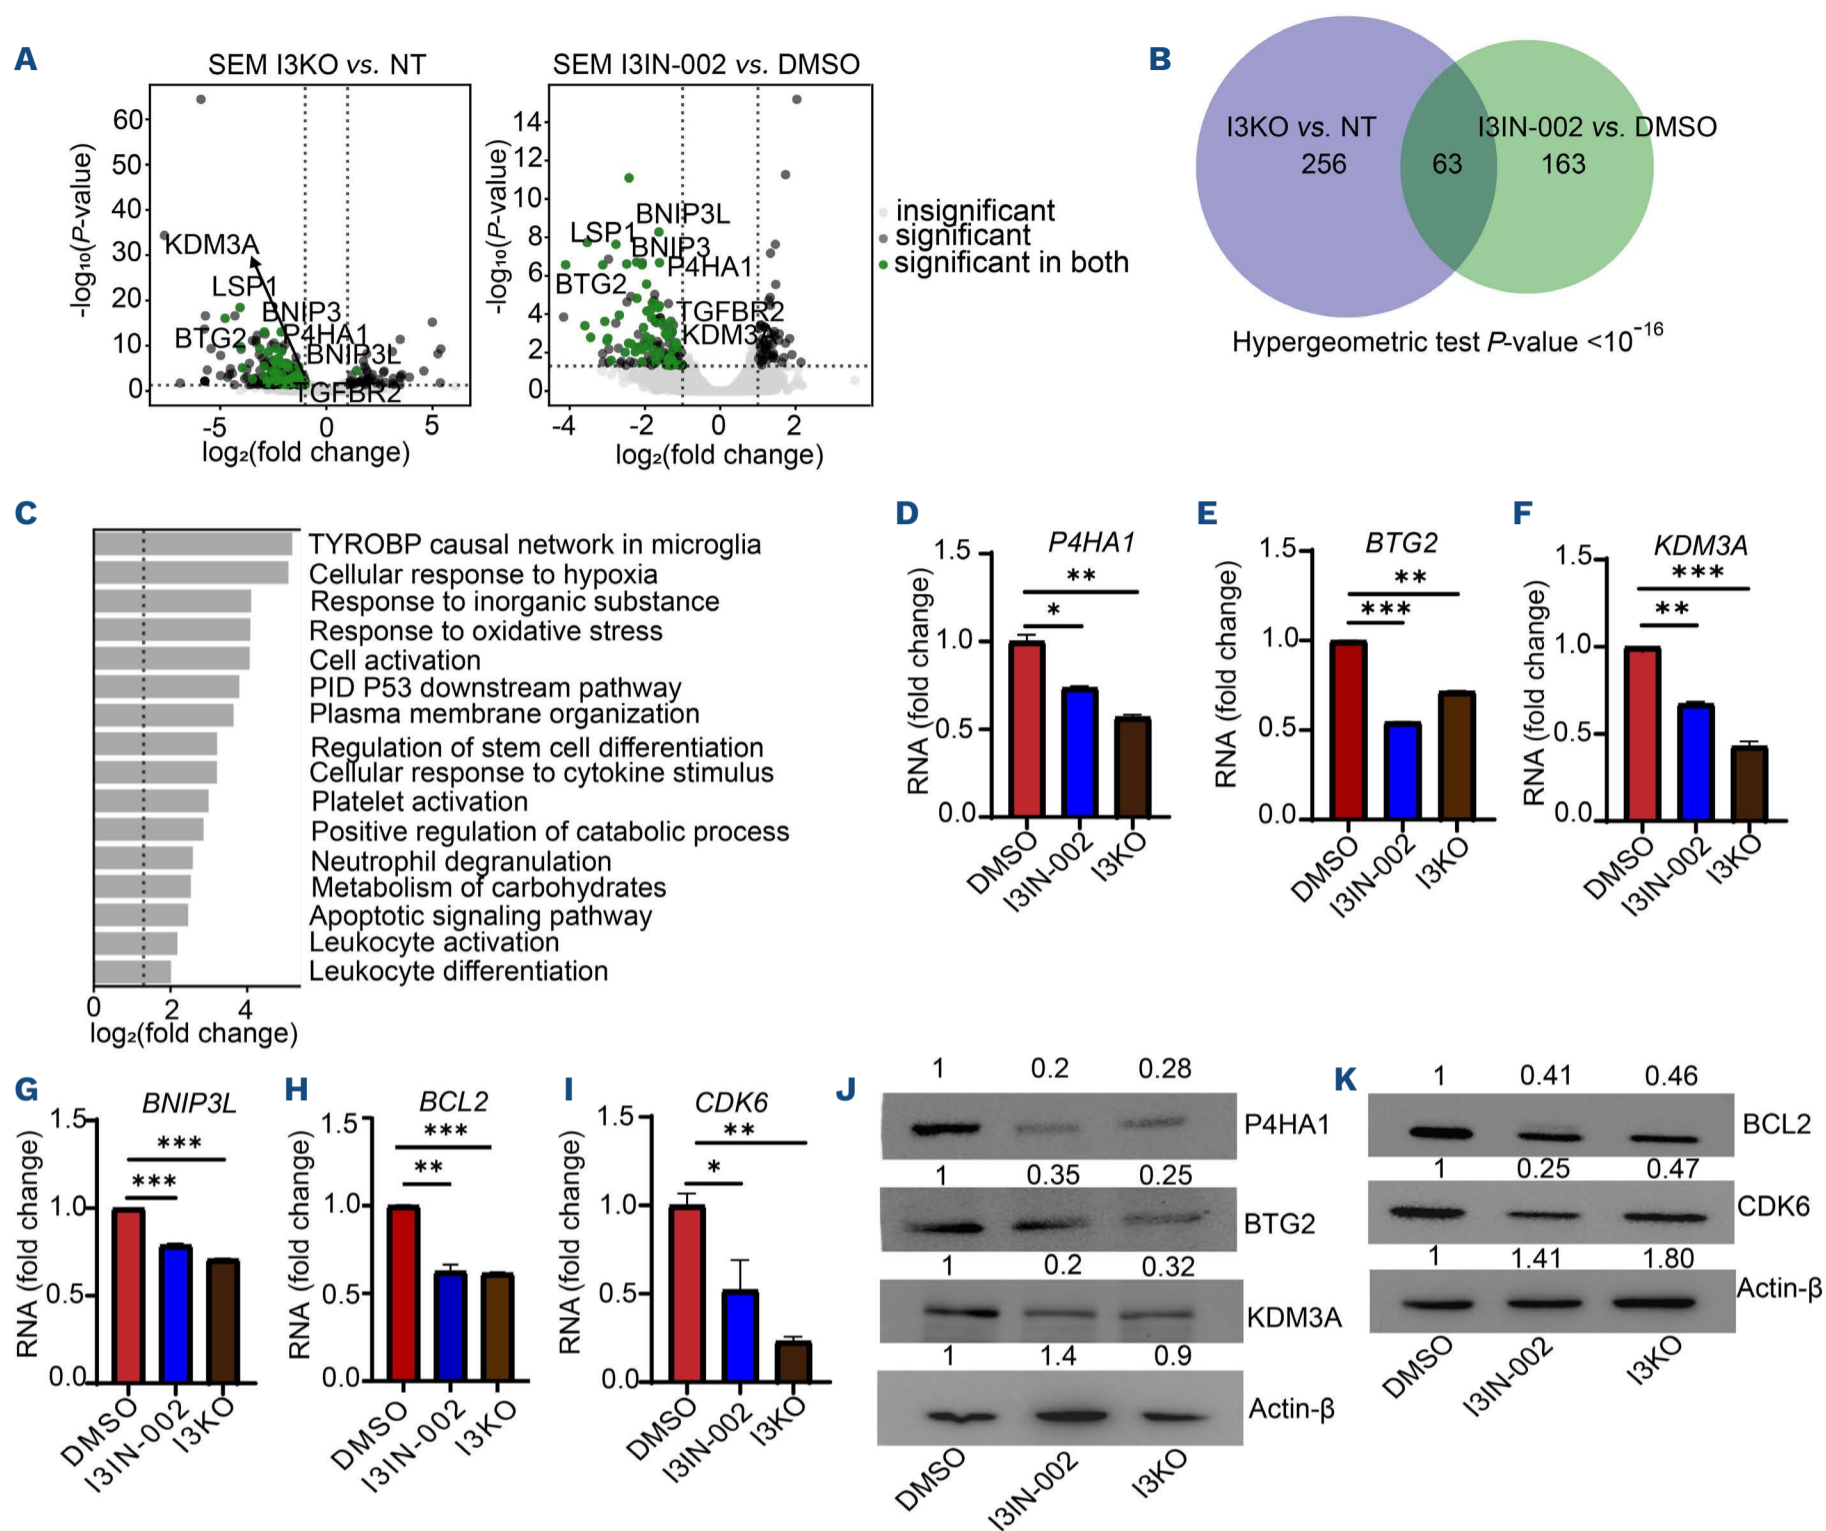 A
SEM I3KO vs. NT
SEM I3IN-002 vs. DMSO
-log₁₀(P-value)
60
50
40
30
20
10
0
KDM3A
LSP1
BNIP3
BTG2
P4HA1
BNIP3L
TGFBR2
-5
0
5
log₂(fold change)
-log₁₀(P-value)
14
12
10
8
6
4
2
0
BNIP3L
LSP1
BNIP3
P4HA1
BTG2
TGFBR2
KDM3A
-4
-2
0
2
log₂(fold change)
insignificant
significant
significant in both
B
I3KO vs. NT
256
63
I3IN-002 vs. DMSO
163
Hypergeometric test P-value <10⁻¹⁶
C
TYROBP causal network in microglia
Cellular response to hypoxia
Response to inorganic substance
Response to oxidative stress
Cell activation
PID P53 downstream pathway
Plasma membrane organization
Regulation of stem cell differentiation
Cellular response to cytokine stimulus
Platelet activation
Positive regulation of catabolic process
Neutrophil degranulation
Metabolism of carbohydrates
Apoptotic signaling pathway
Leukocyte activation
Leukocyte differentiation
0
2
4
log₂(fold change)
D
P4HA1
RNA (fold change)
1.5
1.0
0.5
0.0
**
*
DMSO
I3IN-002
I3KO
E
BTG2
RNA (fold change)
1.5
1.0
0.5
0.0
**
***
DMSO
I3IN-002
I3KO
F
KDM3A
RNA (fold change)
1.5
1.0
0.5
0.0
***
**
DMSO
I3IN-002
I3KO
G
BNIP3L
RNA (fold change)
1.5
1.0
0.5
0.0
***
***
DMSO
I3IN-002
I3KO
H
BCL2
RNA (fold change)
1.5
1.0
0.5
0.0
***
**
DMSO
I3IN-002
I3KO
I
CDK6
RNA (fold change)
1.5
1.0
0.5
0.0
**
*
DMSO
I3IN-002
I3KO
J
1 0.2 0.28
P4HA1
1 0.35 0.25
BTG2
1 0.2 0.32
KDM3A
1 1.4 0.9
Actin-β
DMSO
I3IN-002
I3KO
K
1 0.41 0.46
BCL2
1 0.25 0.47
CDK6
1 1.41 1.80
Actin-β
DMSO
I3IN-002
I3KO